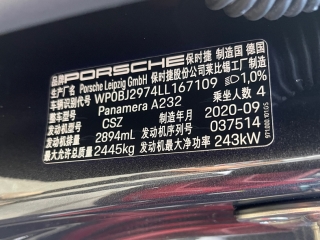 品牌 PORSCHE 保时捷 制造国 德国
生产厂名 Porsche Leipzig GmbH 保时捷股份公司莱比锡工厂制造
车辆识别代号 WP0BJ2974LL167109 1,0%
整车型号 Panamera A232 乘坐人数 4
发动机型号 CSZ 制造年月 2020-09
发动机排量 2894mL 发动机序列号 037514
最大允许总质量 2445kg 发动机最大净功率 243kW